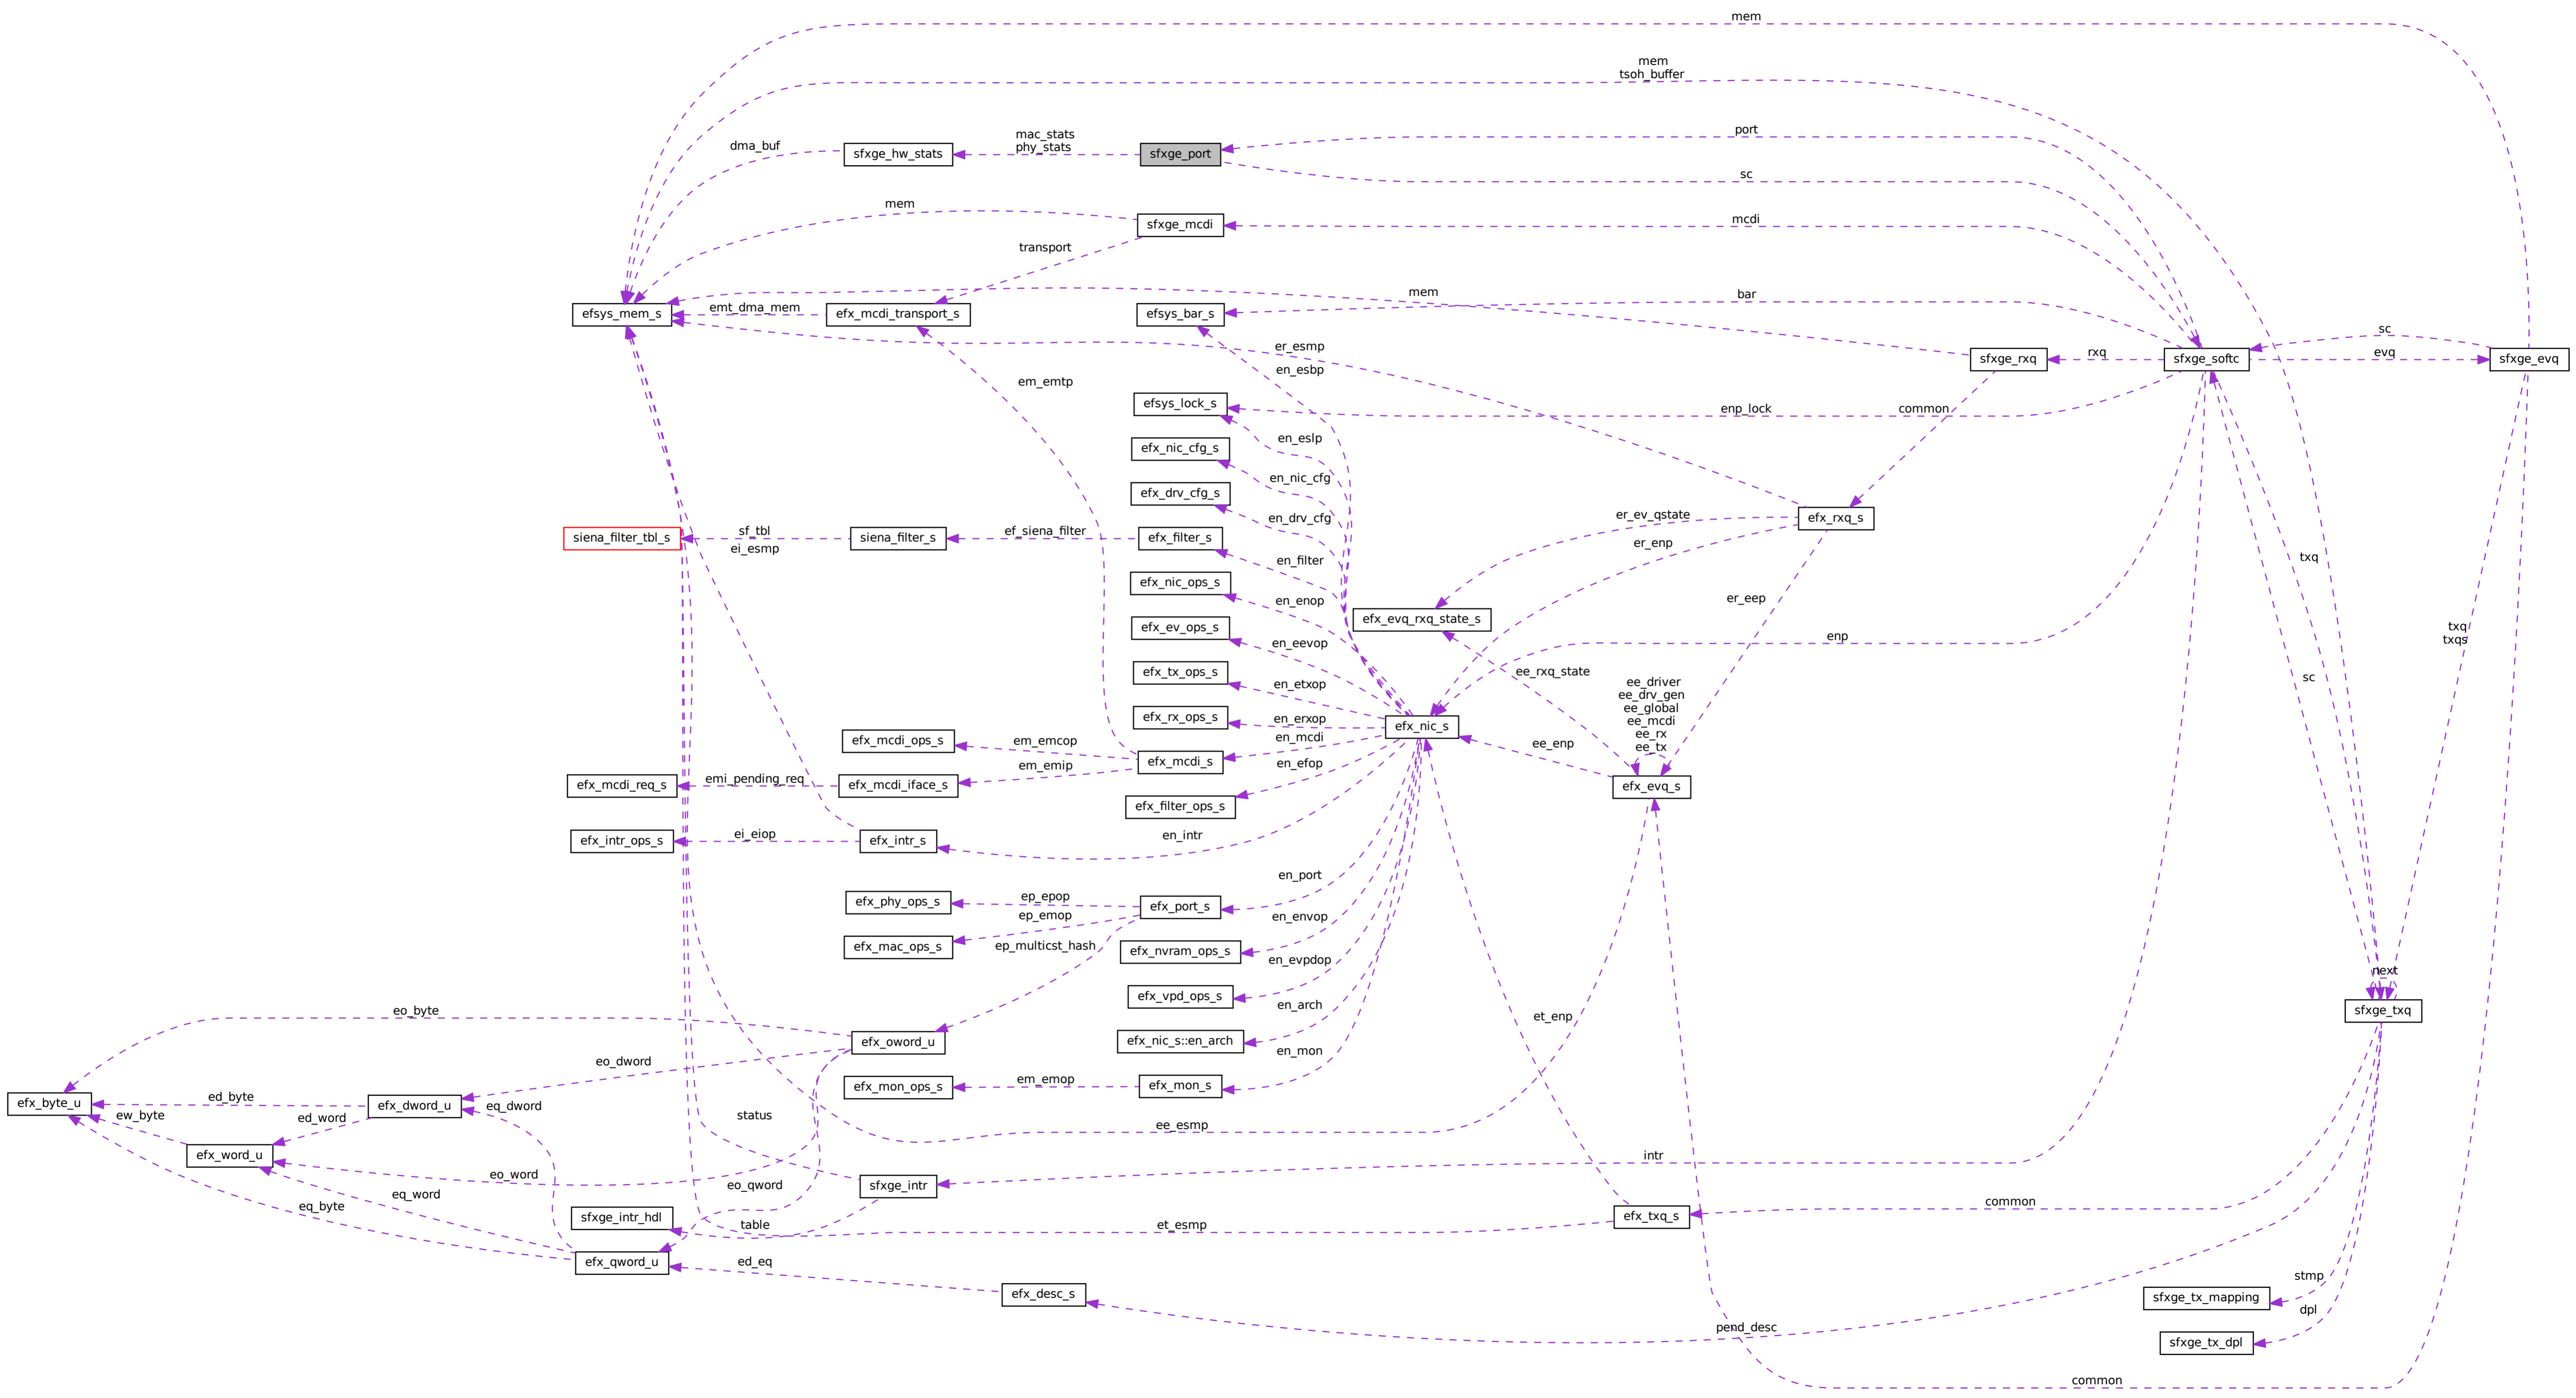 mem
mem
tsoh_buffer
port
mac_stats
phy_stats
dma_buf
sfxge_hw_stats
sfxge_port
sc
mem
mcdi
sfxge_mcdi
transport
mem
bar
emt_dma_mem
efsys_mem_s
efx_mcdi_transport_s
efsys_bar_s
sc
er_esmp
rxq
evq
sfxge_rxq
sfxge_softc
sfxge_evq
en_esbp
em_emtp
efsys_lock_s
enp_lock
common
en_eslp
efx_nic_cfg_s
en_nic_cfg
efx_drv_cfg_s
er_ev_qstate
efx_rxq_s
en_drv_cfg
sf_tbl
ef_siena_filter
siena_filter_tbl_s
siena_filter_s
efx_filter_s
er_enp
ei_esmp
en_filter
txq
efx_nic_ops_s
en_enop
er_eep
efx_evq_rxq_state_s
efx_ev_ops_s
txq
txqs
enp
en_eevop
efx_tx_ops_s
ee_rxq_state
sc
en_etxop
ee_driver
ee_drv_gen
ee_global
ee_mcdi
ee_rx
ee_tx
efx_rx_ops_s
en_erxop
efx_nic_s
efx_mcdi_ops_s
em_emcop
en_mcdi
ee_enp
efx_mcdi_s
em_emip
en_efop
emi_pending_req
efx_mcdi_req_s
efx_mcdi_iface_s
efx_evq_s
efx_filter_ops_s
en_intr
ei_eiop
efx_intr_ops_s
efx_intr_s
en_port
ep_epop
efx_phy_ops_s
efx_port_s
ep_emop
en_envop
efx_mac_ops_s
ep_multicst_hash
efx_nvram_ops_s
en_evpdop
next
efx_vpd_ops_s
en_arch
eo_byte
sfxge_txq
et_enp
efx_oword_u
efx_nic_s::en_arch
en_mon
eo_dword
em_emop
efx_mon_ops_s
efx_mon_s
efx_byte_u
ed_byte
efx_dword_u
eq_dword
ew_byte
ed_word
status
ee_esmp
efx_word_u
intr
eo_word
eo_qword
sfxge_intr
eq_word
eq_byte
sfxge_intr_hdl
table
et_esmp
efx_txq_s
common
efx_qword_u
ed_eq
stmp
efx_desc_s
sfxge_tx_mapping
dpl
pend_desc
sfxge_tx_dpl
common